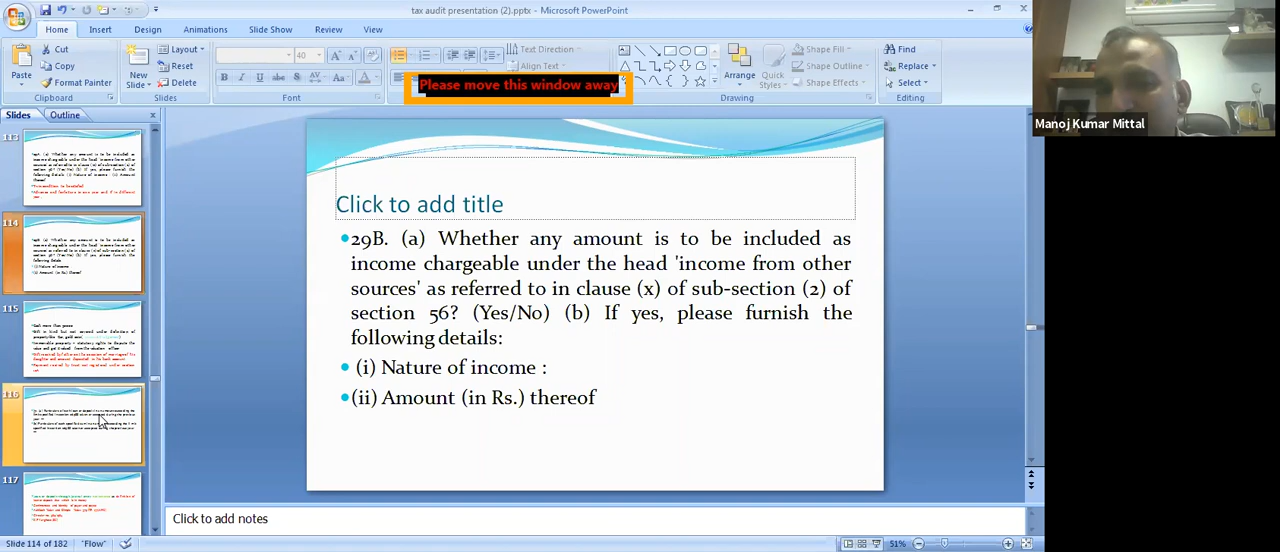 tax audit presentation (2).pptx - Microsoft PowerPoint
Home Insert Design Animations Slide Show Review View
Cut
Copy
Format Painter
Paste
Clipboard
New Slide
Layout
Reset
Delete
Slides
40
Font
Text Direction
Align Text
Please move this window away
Arrange
Quick Styles
Shape Fill
Shape Outline
Shape Effects
Drawing
Find
Replace
Select
Editing
Manoj Kumar Mittal
Slides Outline
113
114
115
116
117
Click to add title
29B. (a) Whether any amount is to be included as
income chargeable under the head 'income from other
sources' as referred to in clause (x) of sub-section (2) of
section 56? (Yes/No) (b) If yes, please furnish the
following details:
(i) Nature of income :
(ii) Amount (in Rs.) thereof
Click to add notes
Slide 114 of 182 "Flow" 51%